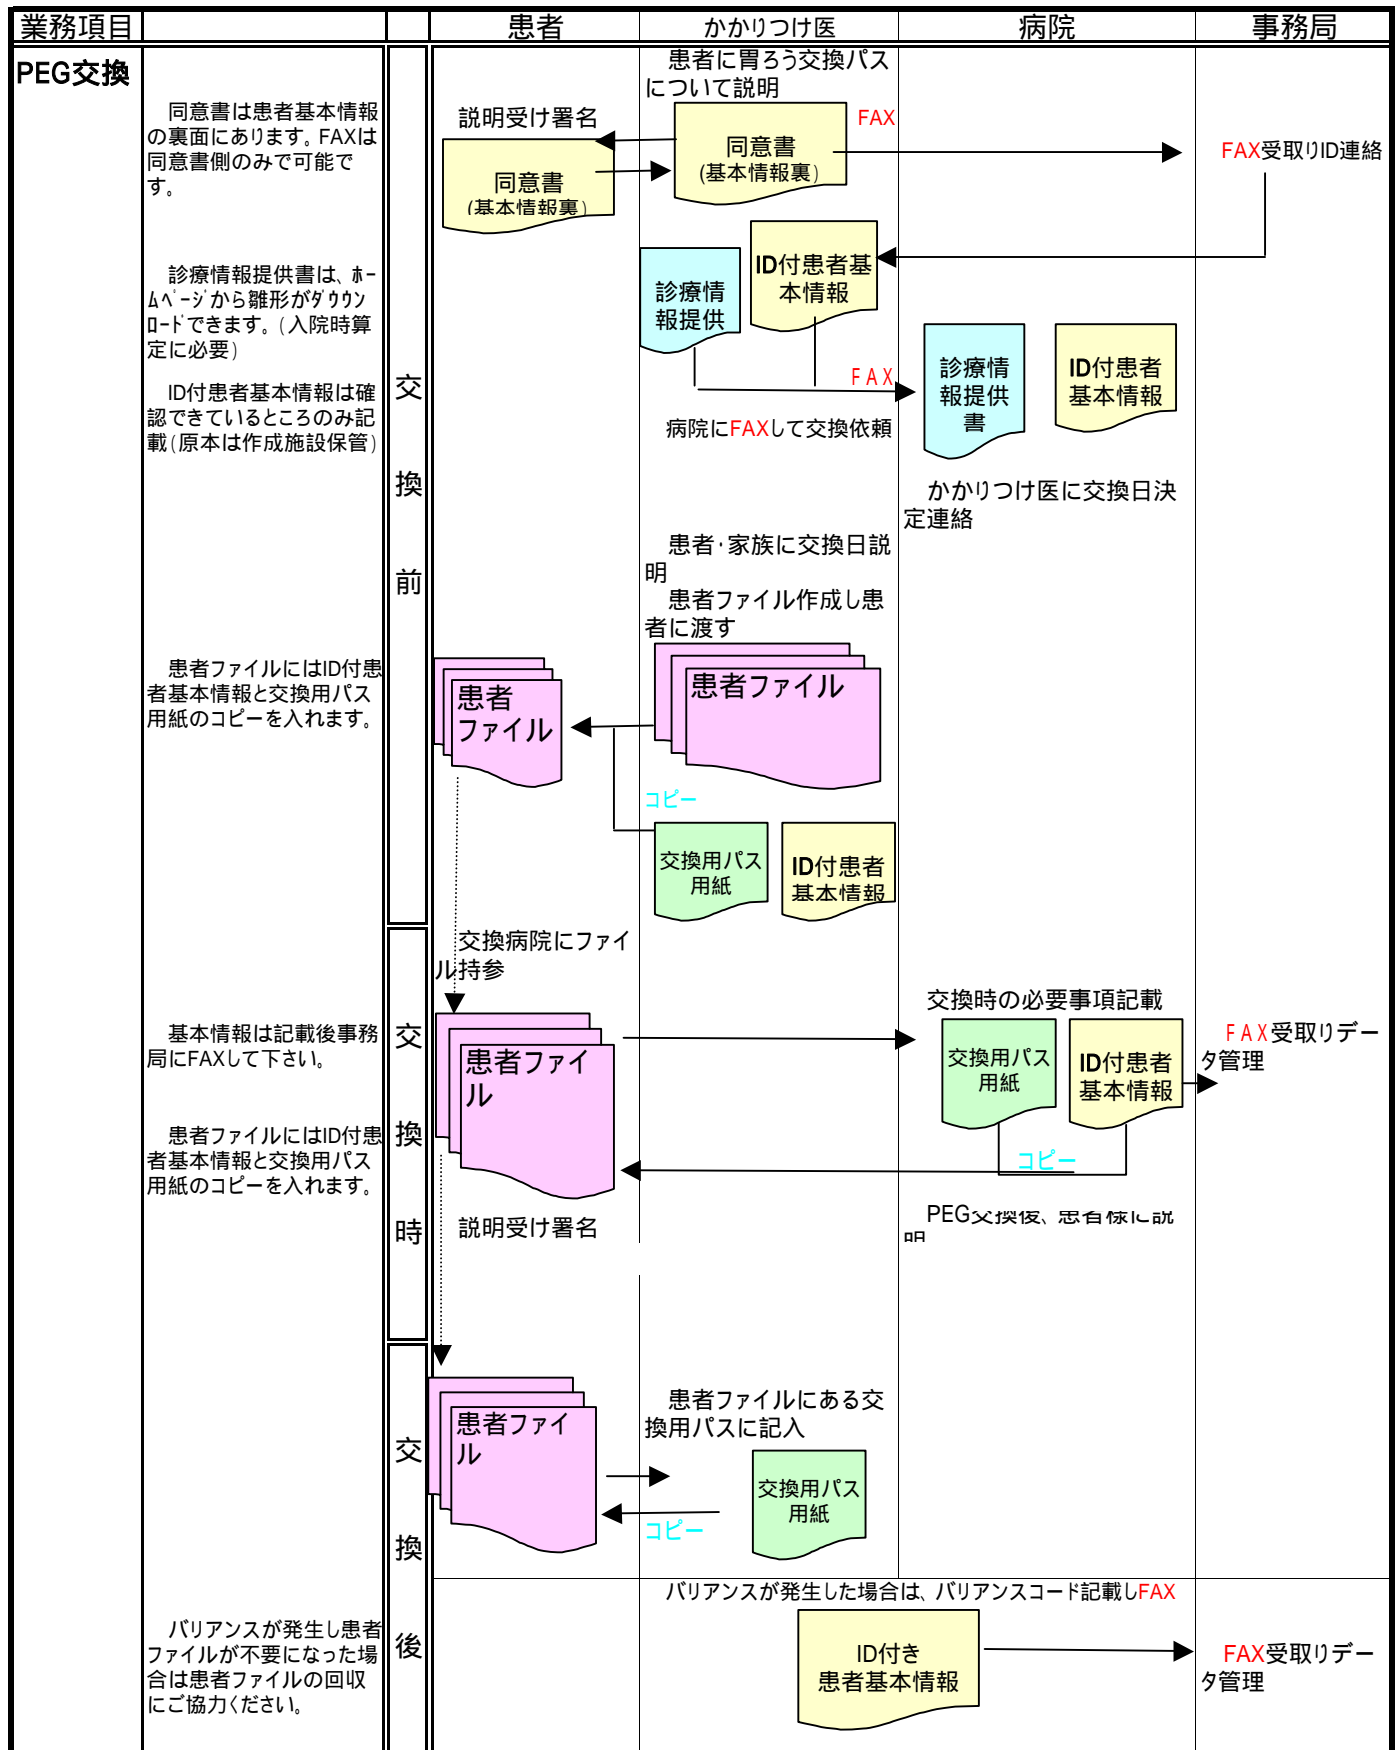 業務項目
患者
かかりつけ医
病院
事務局
PEG交換
同意書は患者基本情報
の裏面にあります。FAXは
同意書側のみで可能で
す。
診療情報提供書は、ﾎｰ
ﾑﾍﾟｰｼﾞから雛形がﾀﾞｳﾝ
ﾛｰﾄﾞできます。(入院時算
定に必要)
ID付患者基本情報は確
認できているところのみ記
載(原本は作成施設保管)
交
換
前
患者に胃ろう交換パス
について説明
説明受け署名
FAX
同意書
(基本情報裏)
同意書
(基本情報裏)
FAX受取りID連絡
診療情
報提供
ID付患者基
本情報
FAX
病院にFAXして交換依頼
診療情
報提供
書
ID付患者
基本情報
かかりつけ医に交換日決
定連絡
患者・家族に交換日説
明
患者ファイル作成し患
者に渡す
患者ファイルにはID付患
者基本情報と交換用パス
用紙のコピーを入れます。
患者
ファイル
患者ファイル
コピー
交換用パス
用紙
ID付患者
基本情報
交
換
時
交換病院にファイ
ル持参
基本情報は記載後事務
局にFAXして下さい。
患者ファイルにはID付患
者基本情報と交換用パス
用紙のコピーを入れます。
患者ファイ
ル
交換時の必要事項記載
交換用パス
用紙
ID付患者
基本情報
FAX受取りデー
タ管理
コピー
説明受け署名
PEG交換後、患者様に説
明
交
換
後
患者ファイ
ル
患者ファイルにある交
換用パスに記入
交換用パス
用紙
コピー
バリアンスが発生した場合は、バリアンスコード記載しFAX
バリアンスが発生し患者
ファイルが不要になった場
合は患者ファイルの回収
にご協力ください。
ID付き
患者基本情報
FAX受取りデー
タ管理